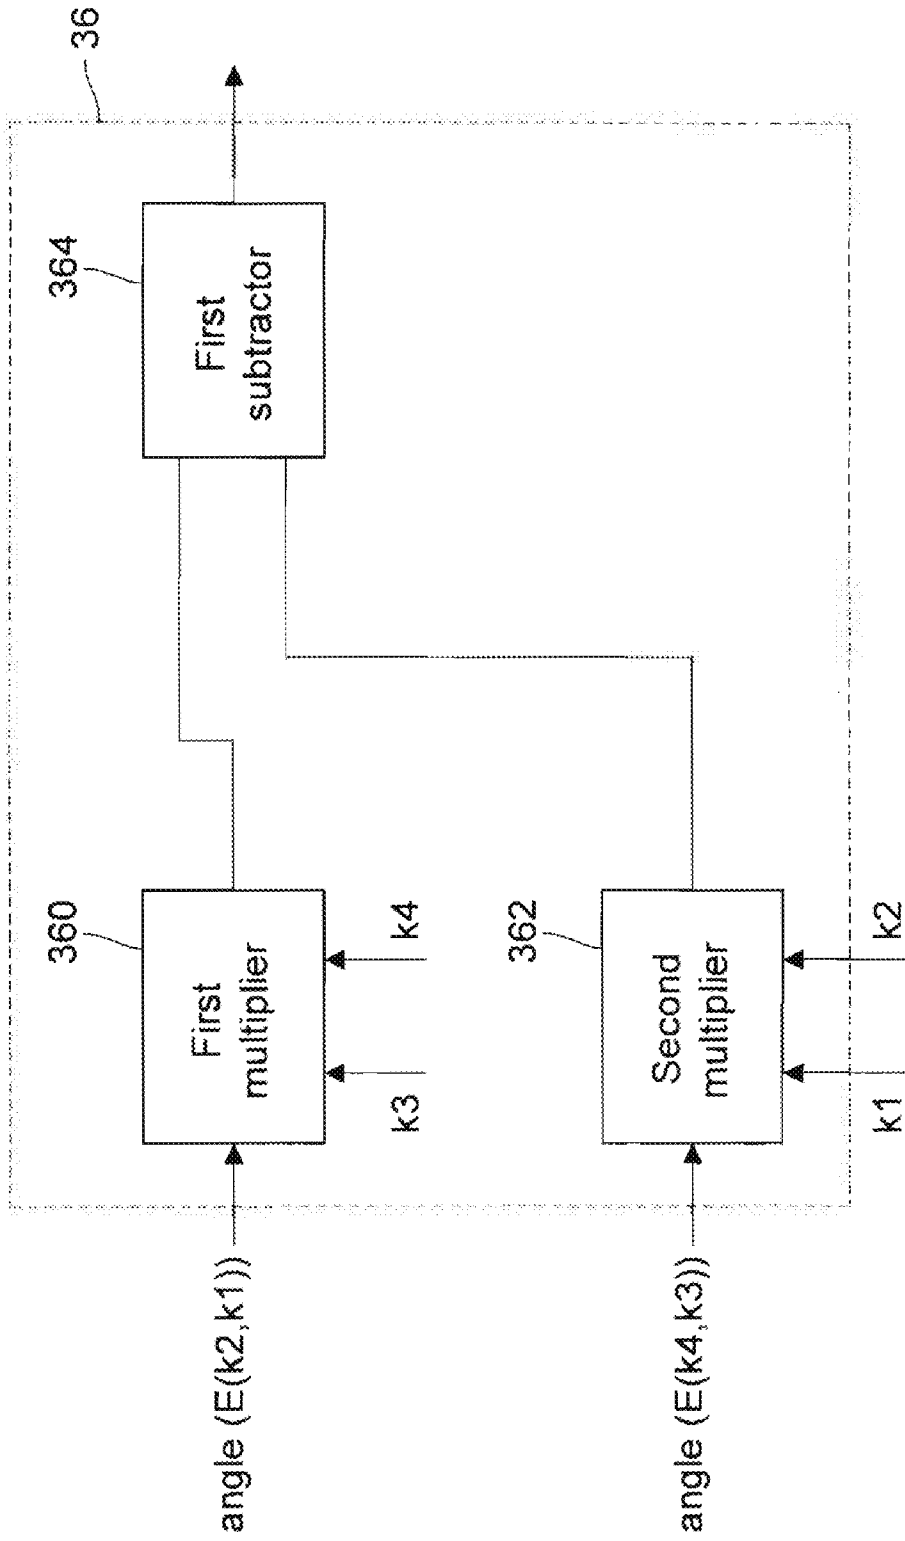 36
364
First
subtractor
360
First
multiplier
k3
k4
angle (E(k2,k1))
362
Second
multiplier
k1
k2
angle (E(k4,k3))